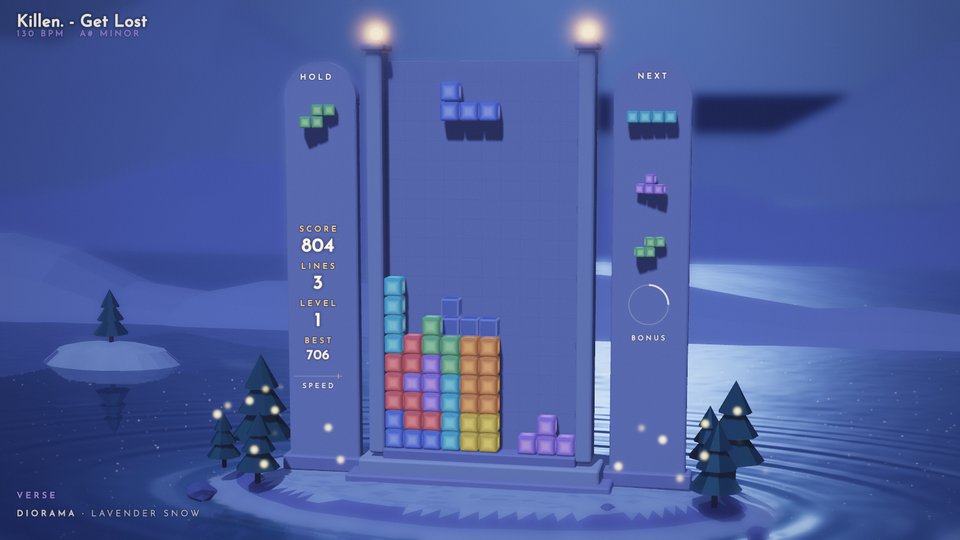 Killen. - Get Lost
130 BPM A# MINOR
HOLD
SCORE
804
LINES
3
LEVEL
1
BEST
706
SPEED
NEXT
BONUS
VERSE
DIORAMA · LAVENDER SNOW